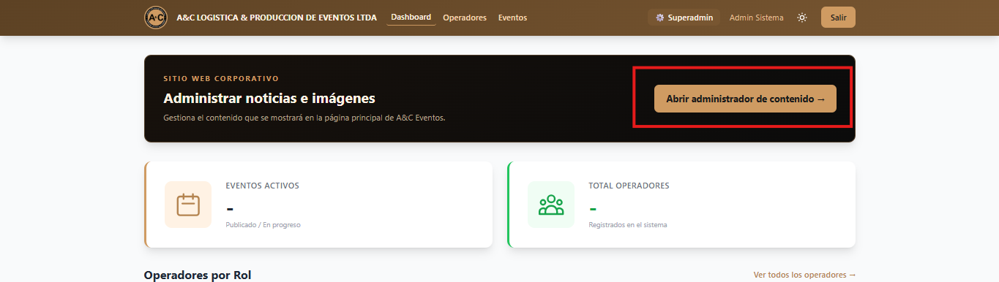 A&C
A&C LOGISTICA & PRODUCCION DE EVENTOS LTDA
Dashboard
Operadores
Eventos
Superadmin
Admin Sistema
Salir
SITIO WEB CORPORATIVO
Administrar noticias e imágenes
Gestiona el contenido que se mostrará en la página principal de A&C Eventos.
Abrir administrador de contenido →
EVENTOS ACTIVOS
-
Publicado / En progreso
TOTAL OPERADORES
-
Registrados en el sistema
Operadores por Rol
Ver todos los operadores →